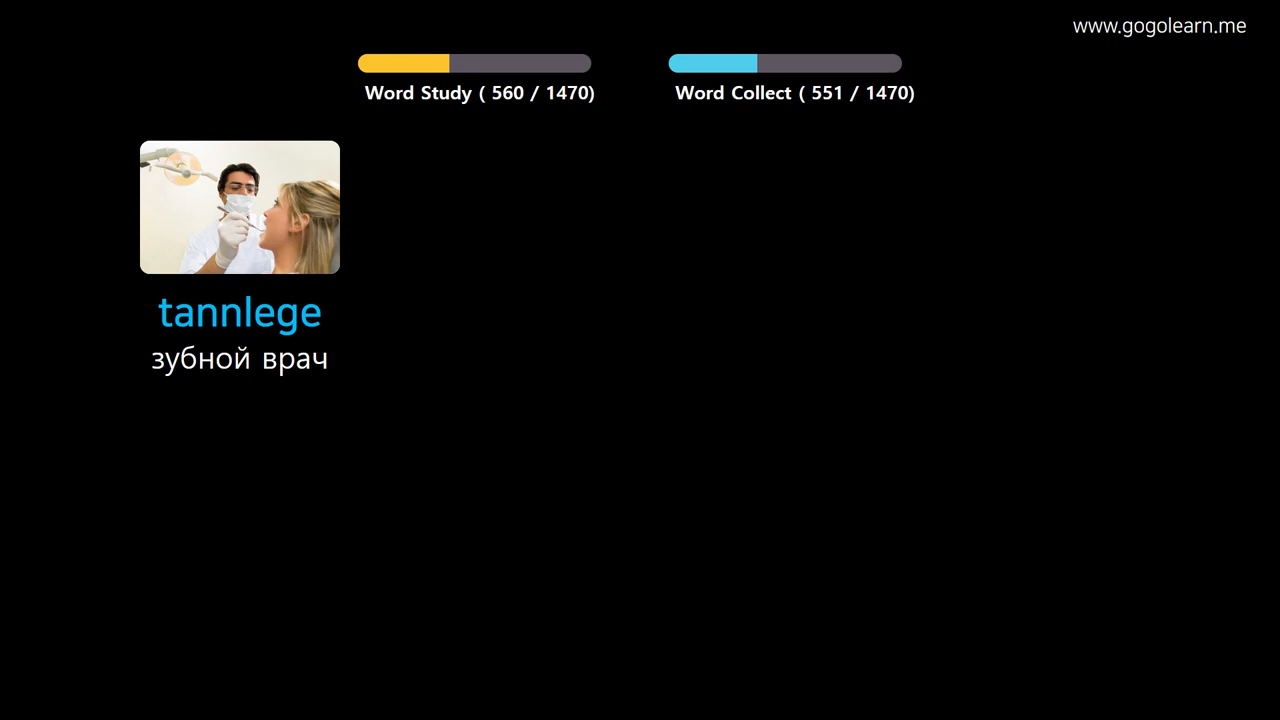 www.gogolearn.me
Word Study ( 560 / 1470)
Word Collect ( 551 / 1470)
tannlege
зубной врач